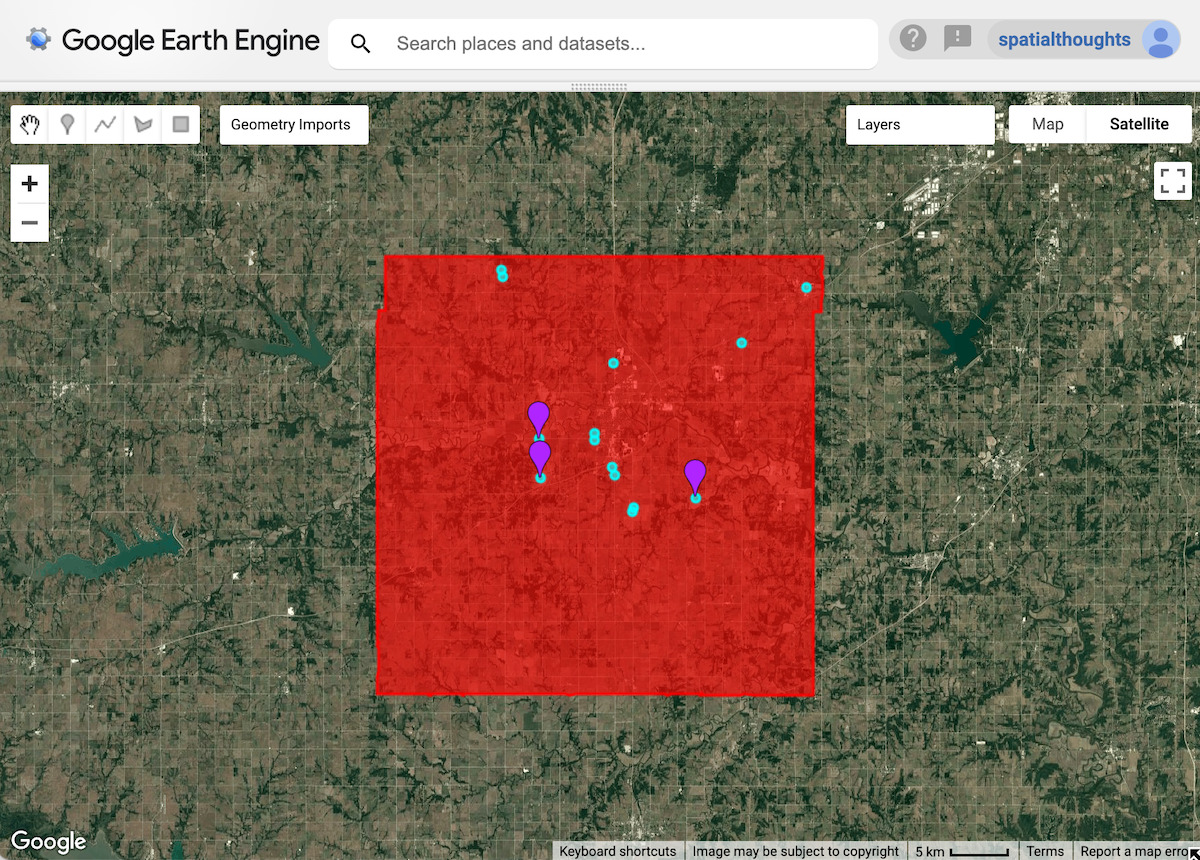 Google Earth Engine
Search places and datasets...
spatialthoughts
Geometry Imports
Layers
Map
Satellite
Google
Keyboard shortcuts
Image may be subject to copyright
5 km
Terms
Report a map erro